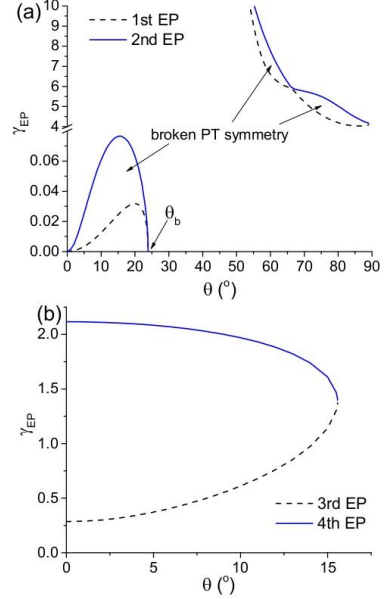 (a)
1st EP
2nd EP
10
9
8
7
6
5
4
γEP
broken PT symmetry
0.06
0.04
0.02
0.00
θb
0 10 20 30 40 50 60 70 80 90
θ (°)
(b)
2.0
1.5
γEP
1.0
0.5
0.0
3rd EP
4th EP
0 5 10 15
θ (°)